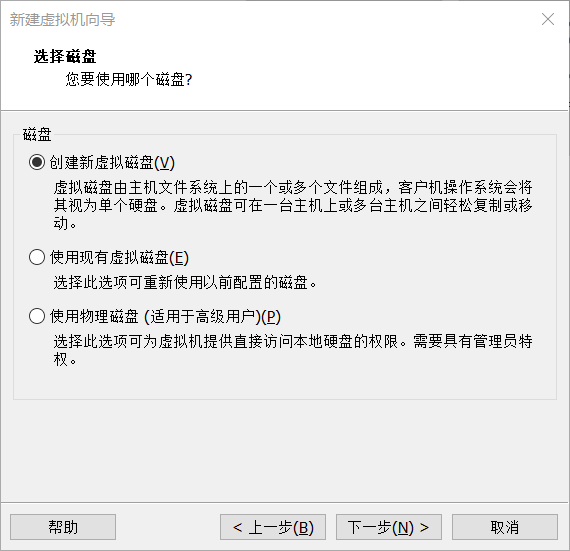 新建虚拟机向导
选择磁盘
您要使用哪个磁盘?
磁盘
创建新虚拟磁盘(V)
虚拟磁盘由主机文件系统上的一个或多个文件组成，客户机操作系统会将
其视为单个硬盘。虚拟磁盘可在一台主机上或多台主机之间轻松复制或移
动。
使用现有虚拟磁盘(E)
选择此选项可重新使用以前配置的磁盘。
使用物理磁盘 (适用于高级用户)(P)
选择此选项可为虚拟机提供直接访问本地硬盘的权限。需要具有管理员特
权。
帮助
< 上一步(B)
下一步(N) >
取消